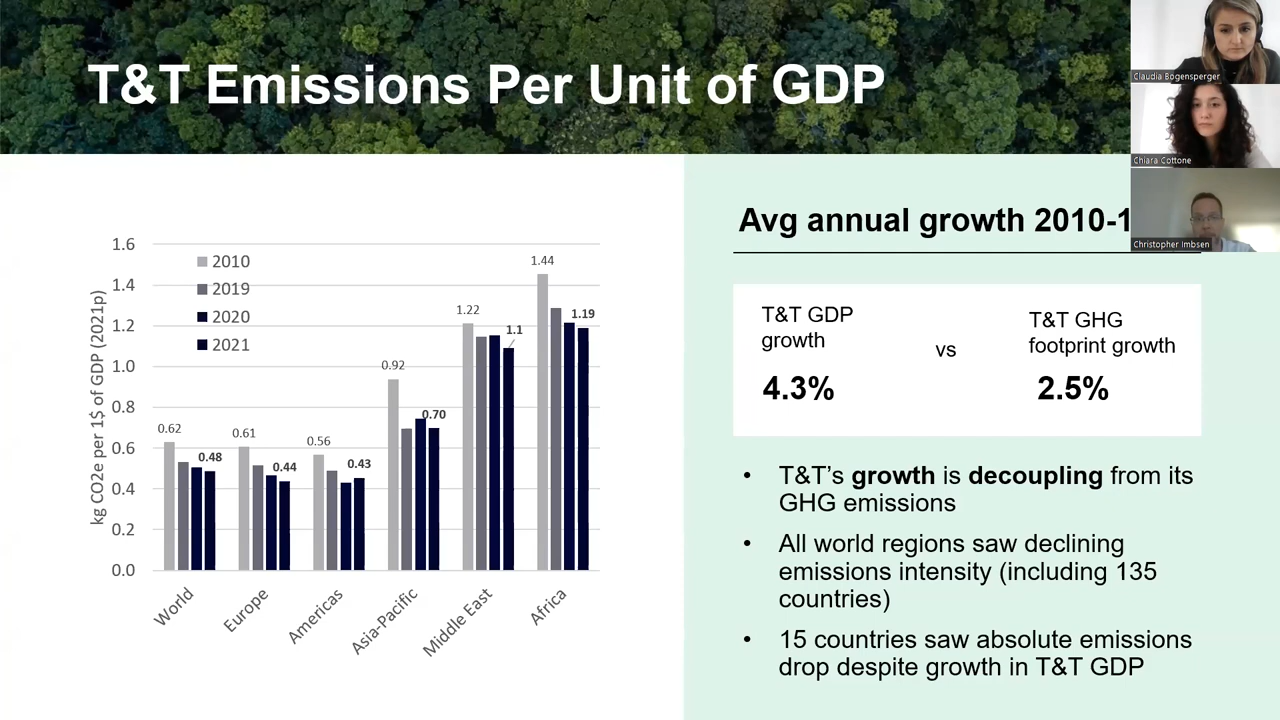 T&T Emissions Per Unit of GDP
Claudia Bogensperger
Chiara Cottone
Christopher Imbsen
kg CO2e per 1$ of GDP (2021p)
1.6
1.4
1.2
1.0
0.8
0.6
0.4
0.2
0.0
2010
2019
2020
2021
0.62
0.48
0.61
0.44
0.56
0.43
0.92
0.70
1.22
1.1
1.44
1.19
World
Europe
Americas
Asia-Pacific
Middle East
Africa
Avg annual growth 2010-1
T&T GDP
growth
4.3%
vs
T&T GHG
footprint growth
2.5%
• T&T’s growth is decoupling from its
GHG emissions
• All world regions saw declining
emissions intensity (including 135
countries)
• 15 countries saw absolute emissions
drop despite growth in T&T GDP